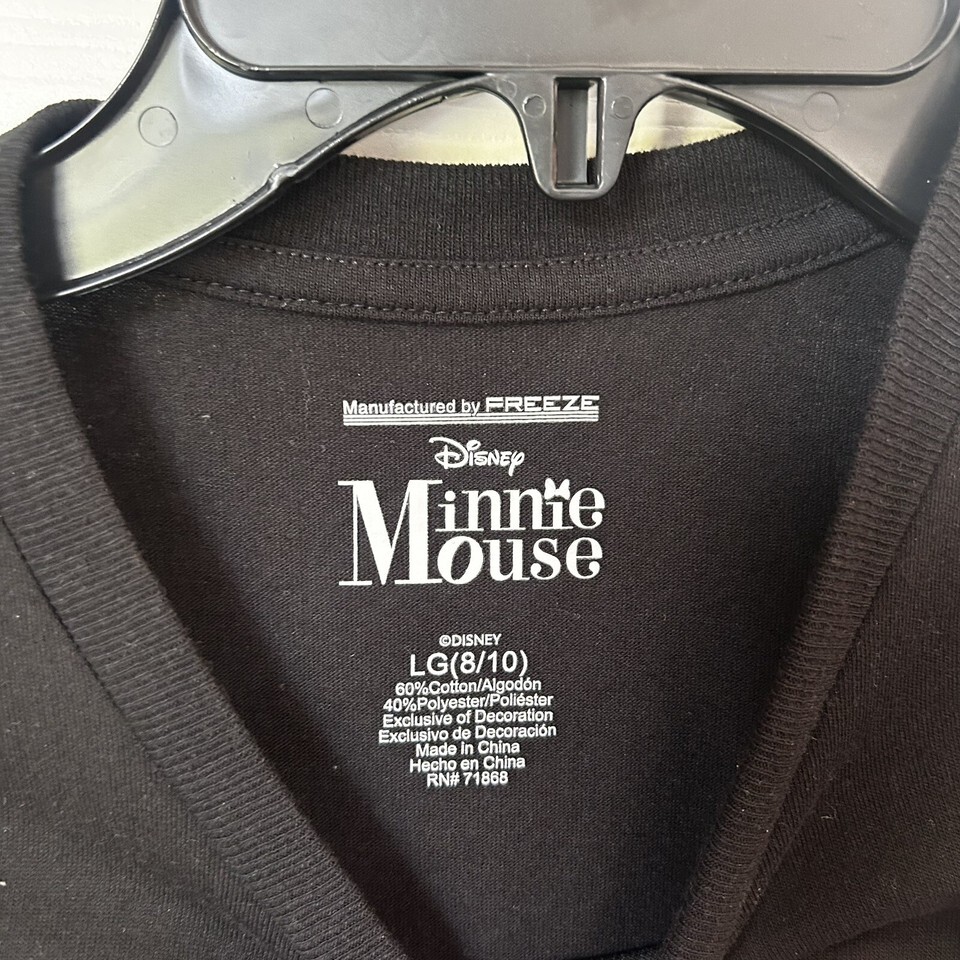 Manufactured by FREEZE
Disney
Minnie
Mouse
©DISNEY
LG(8/10)
60%Cotton/Algodón
40%Polyester/Poliéster
Exclusive of Decoration
Exclusivo de Decoración
Made in China
Hecho en China
RN# 71868